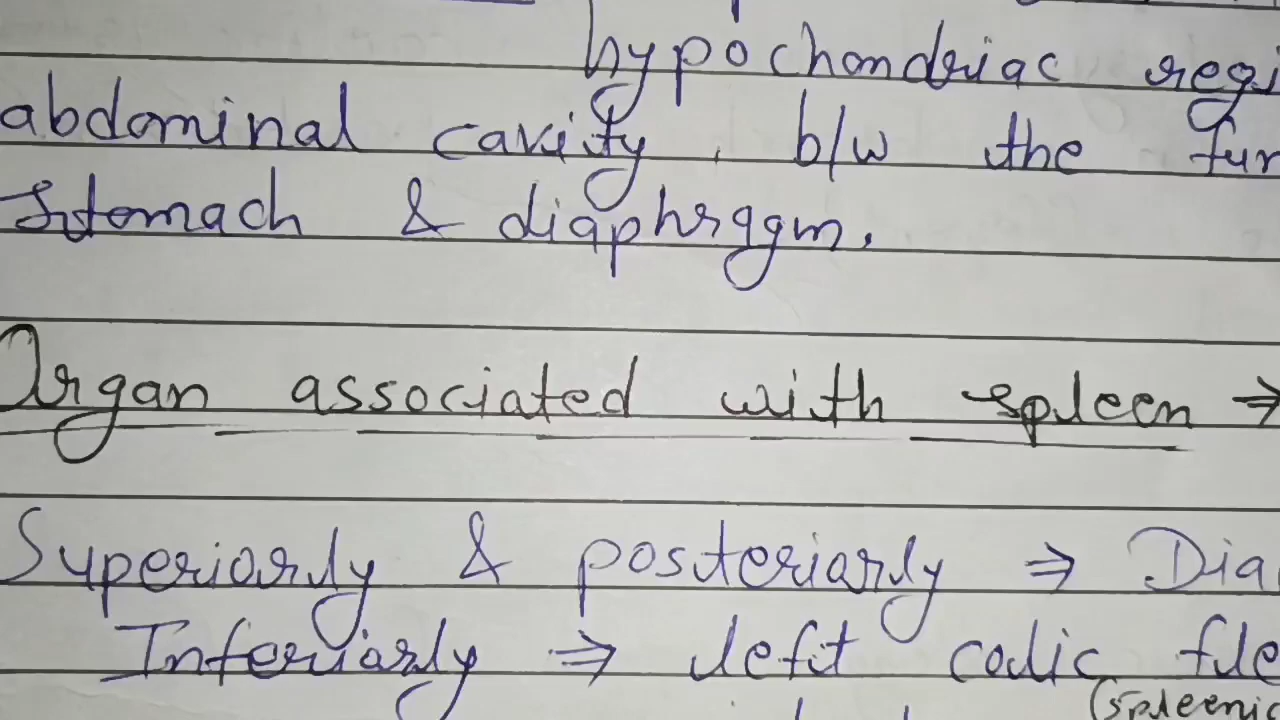 hypochondriac regi
abdominal cavity, b/w the fun
Stomach & diaphragm.
Organ associated with spleen →
Superiorly & posteriorly ⇒ Dia
Inferiorly ⇒ left colic fle
(Spleenic